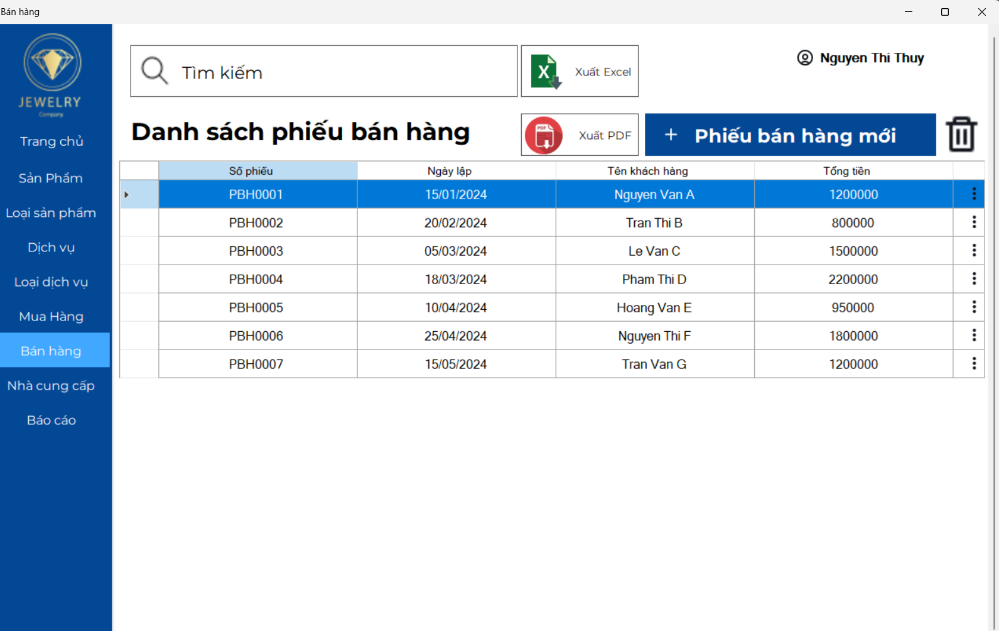 Bán hàng
JEWELRY
Company
Trang chủ
Sản Phẩm
Loại sản phẩm
Dịch vụ
Loại dịch vụ
Mua Hàng
Bán hàng
Nhà cung cấp
Báo cáo
Tìm kiếm
X Xuất Excel
Nguyen Thi Thuy
Danh sách phiếu bán hàng
PDF Xuất PDF
+ Phiếu bán hàng mới
Số phiếu Ngày lập Tên khách hàng Tổng tiền
PBH0001 15/01/2024 Nguyen Van A 1200000
PBH0002 20/02/2024 Tran Thi B 800000
PBH0003 05/03/2024 Le Van C 1500000
PBH0004 18/03/2024 Pham Thi D 2200000
PBH0005 10/04/2024 Hoang Van E 950000
PBH0006 25/04/2024 Nguyen Thi F 1800000
PBH0007 15/05/2024 Tran Van G 1200000